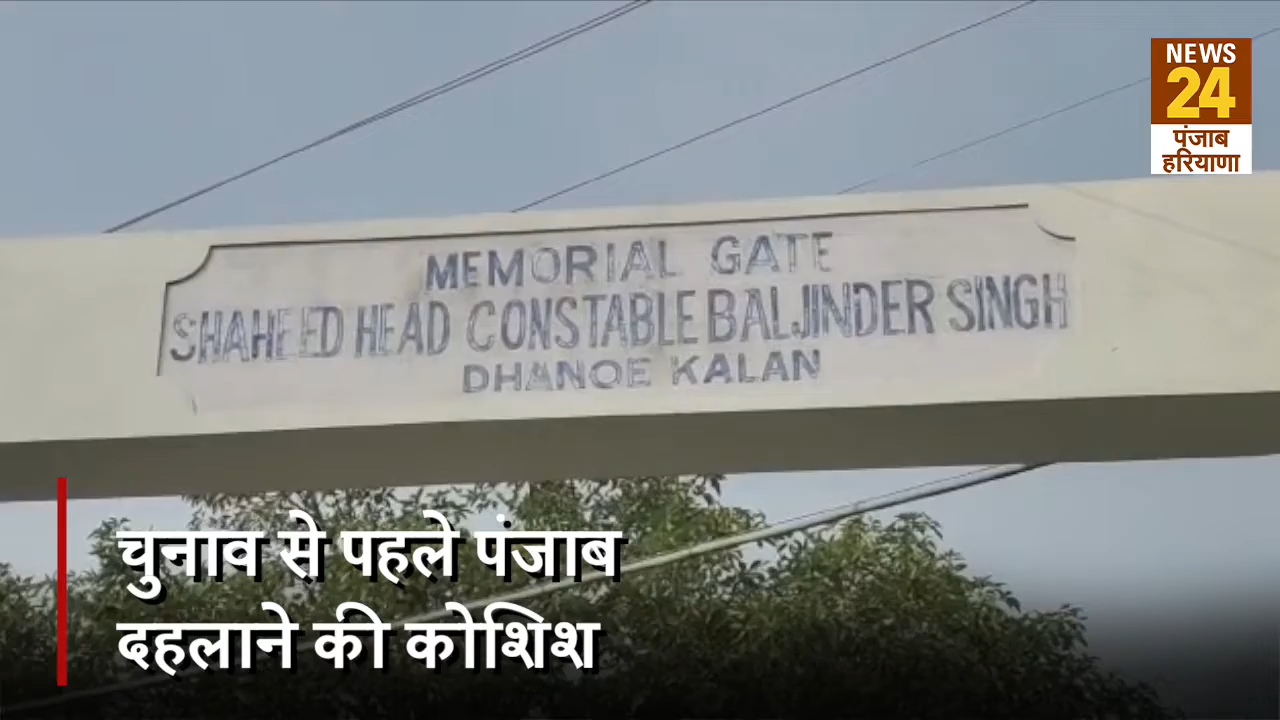 NEWS
24
पंजाब
हरियाणा
MEMORIAL GATE
SHAHEED HEAD CONSTABLE BALJINDER SINGH
DHANOE KALAN
चुनाव से पहले पंजाब
दहलाने की कोशिश